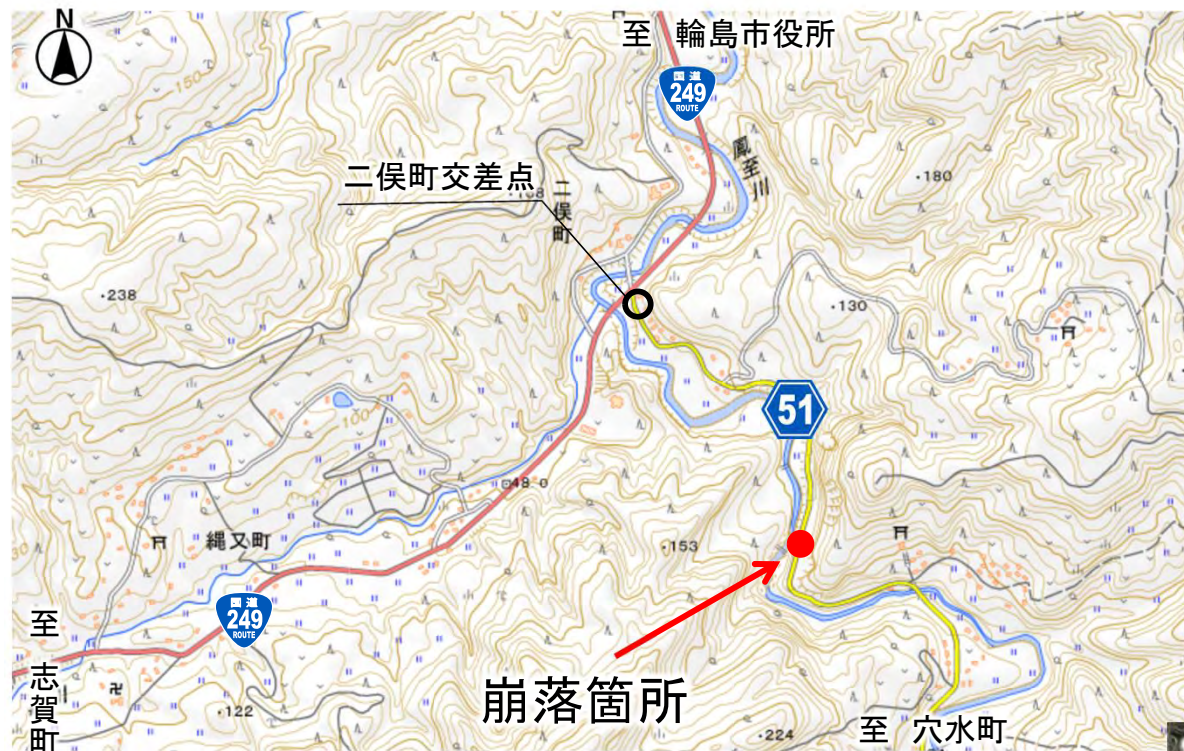 N
至 輪島市役所
国道
249
ROUTE
鳳至川
二俣町交差点
二俣町
・180
・238
・130
51
48.0
・153
縄又町
国道
249
ROUTE
至 志賀町
・122
崩落箇所
至 穴水町
・224